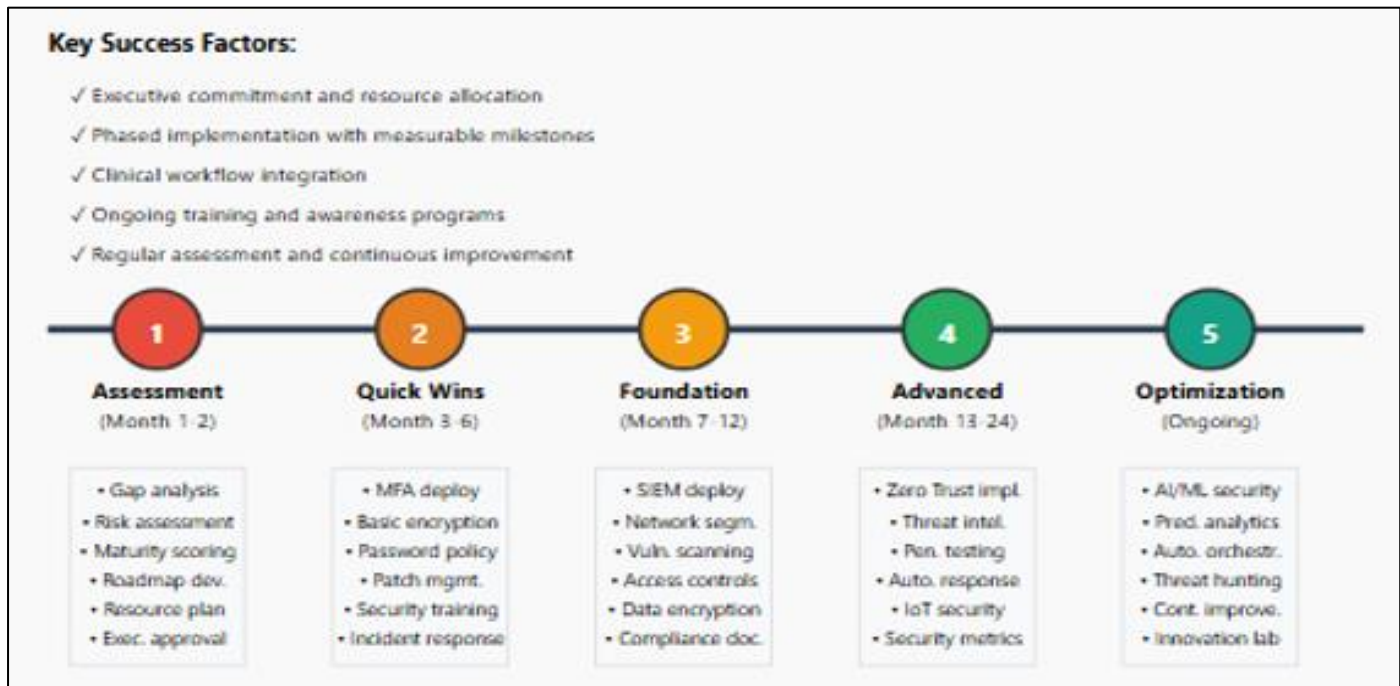 Key Success Factors:
✓ Executive commitment and resource allocation
✓ Phased implementation with measurable milestones
✓ Clinical workflow integration
✓ Ongoing training and awareness programs
✓ Regular assessment and continuous improvement
1
Assessment
(Month 1-2)
• Gap analysis
• Risk assessment
• Maturity scoring
• Roadmap dev.
• Resource plan
• Exec. approval
2
Quick Wins
(Month 3-6)
• MFA deploy
• Basic encryption
• Password policy
• Patch mgmt.
• Security training
• Incident response
3
Foundation
(Month 7-12)
• SIEM deploy
• Network segm.
• Vuln. scanning
• Access controls
• Data encryption
• Compliance doc.
4
Advanced
(Month 13-24)
• Zero Trust impl.
• Threat intel.
• Pen. testing
• Auto. response
• IoT security
• Security metrics
5
Optimization
(Ongoing)
• AI/ML security
• Pred. analytics
• Auto. orchestr.
• Threat hunting
• Cont. improve.
• Innovation lab